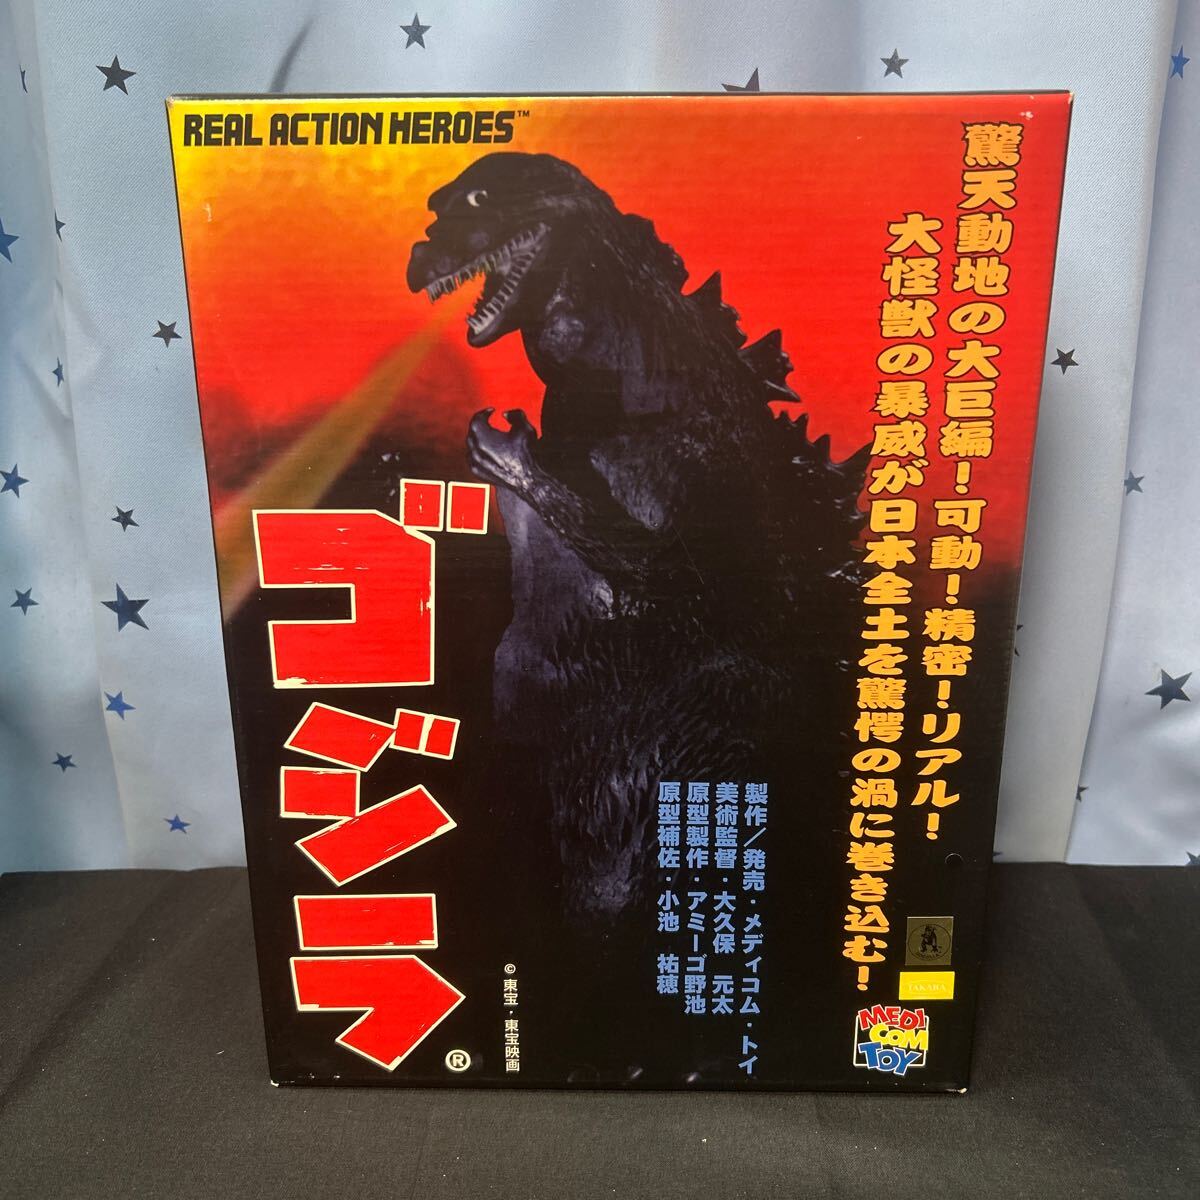 REAL ACTION HEROES™
驚天動地の大巨編！可動！精密！リアル！
大怪獣の暴威が日本全土を驚愕の渦に巻き込む！
ゴジラ®
製作／発売・メディコム・トイ
美術監督・大久保 元太
原型製作・アミーゴ野池
原型補佐・小池 祐穂
© 東宝，東宝映画
TAKARA
MEDI
COM
TOY